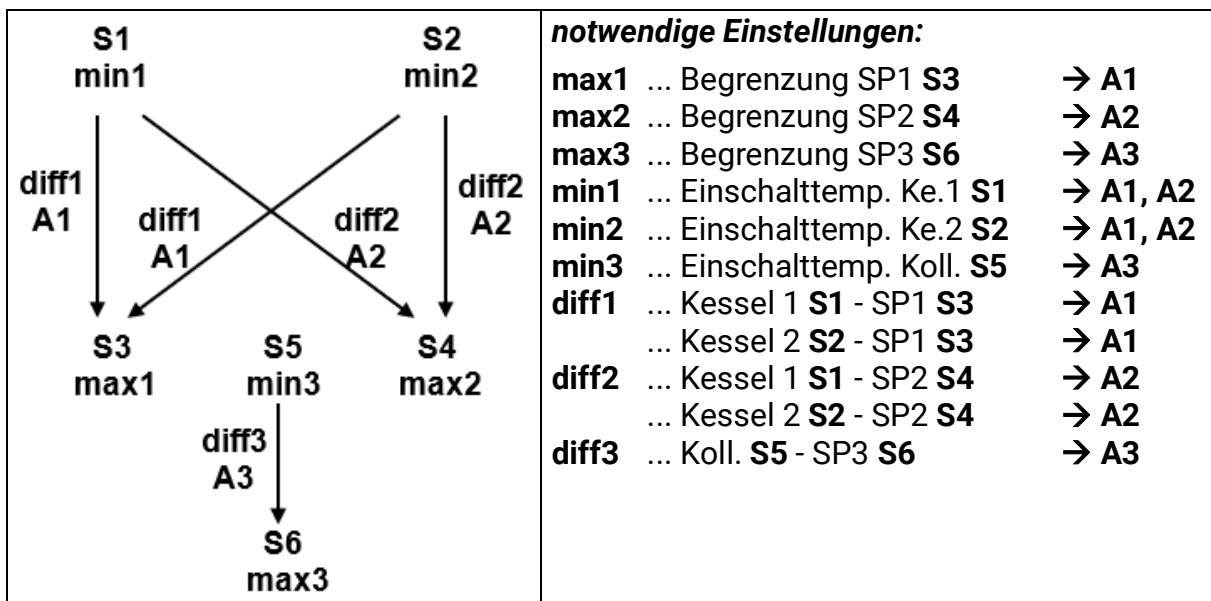 S1 S2
min1 min2
diff1 diff2
A1 diff1 diff2 A2
A1 A2
S3 S5 S4
max1 min3 max2
diff3
A3
S6
max3
notwendige Einstellungen:
max1 ... Begrenzung SP1 S3 → A1
max2 ... Begrenzung SP2 S4 → A2
max3 ... Begrenzung SP3 S6 → A3
min1 ... Einschalttemp. Ke.1 S1 → A1, A2
min2 ... Einschalttemp. Ke.2 S2 → A1, A2
min3 ... Einschalttemp. Koll. S5 → A3
diff1 ... Kessel 1 S1 - SP1 S3 → A1
... Kessel 2 S2 - SP1 S3 → A1
diff2 ... Kessel 1 S1 - SP2 S4 → A2
... Kessel 2 S2 - SP2 S4 → A2
diff3 ... Koll. S5 - SP3 S6 → A3